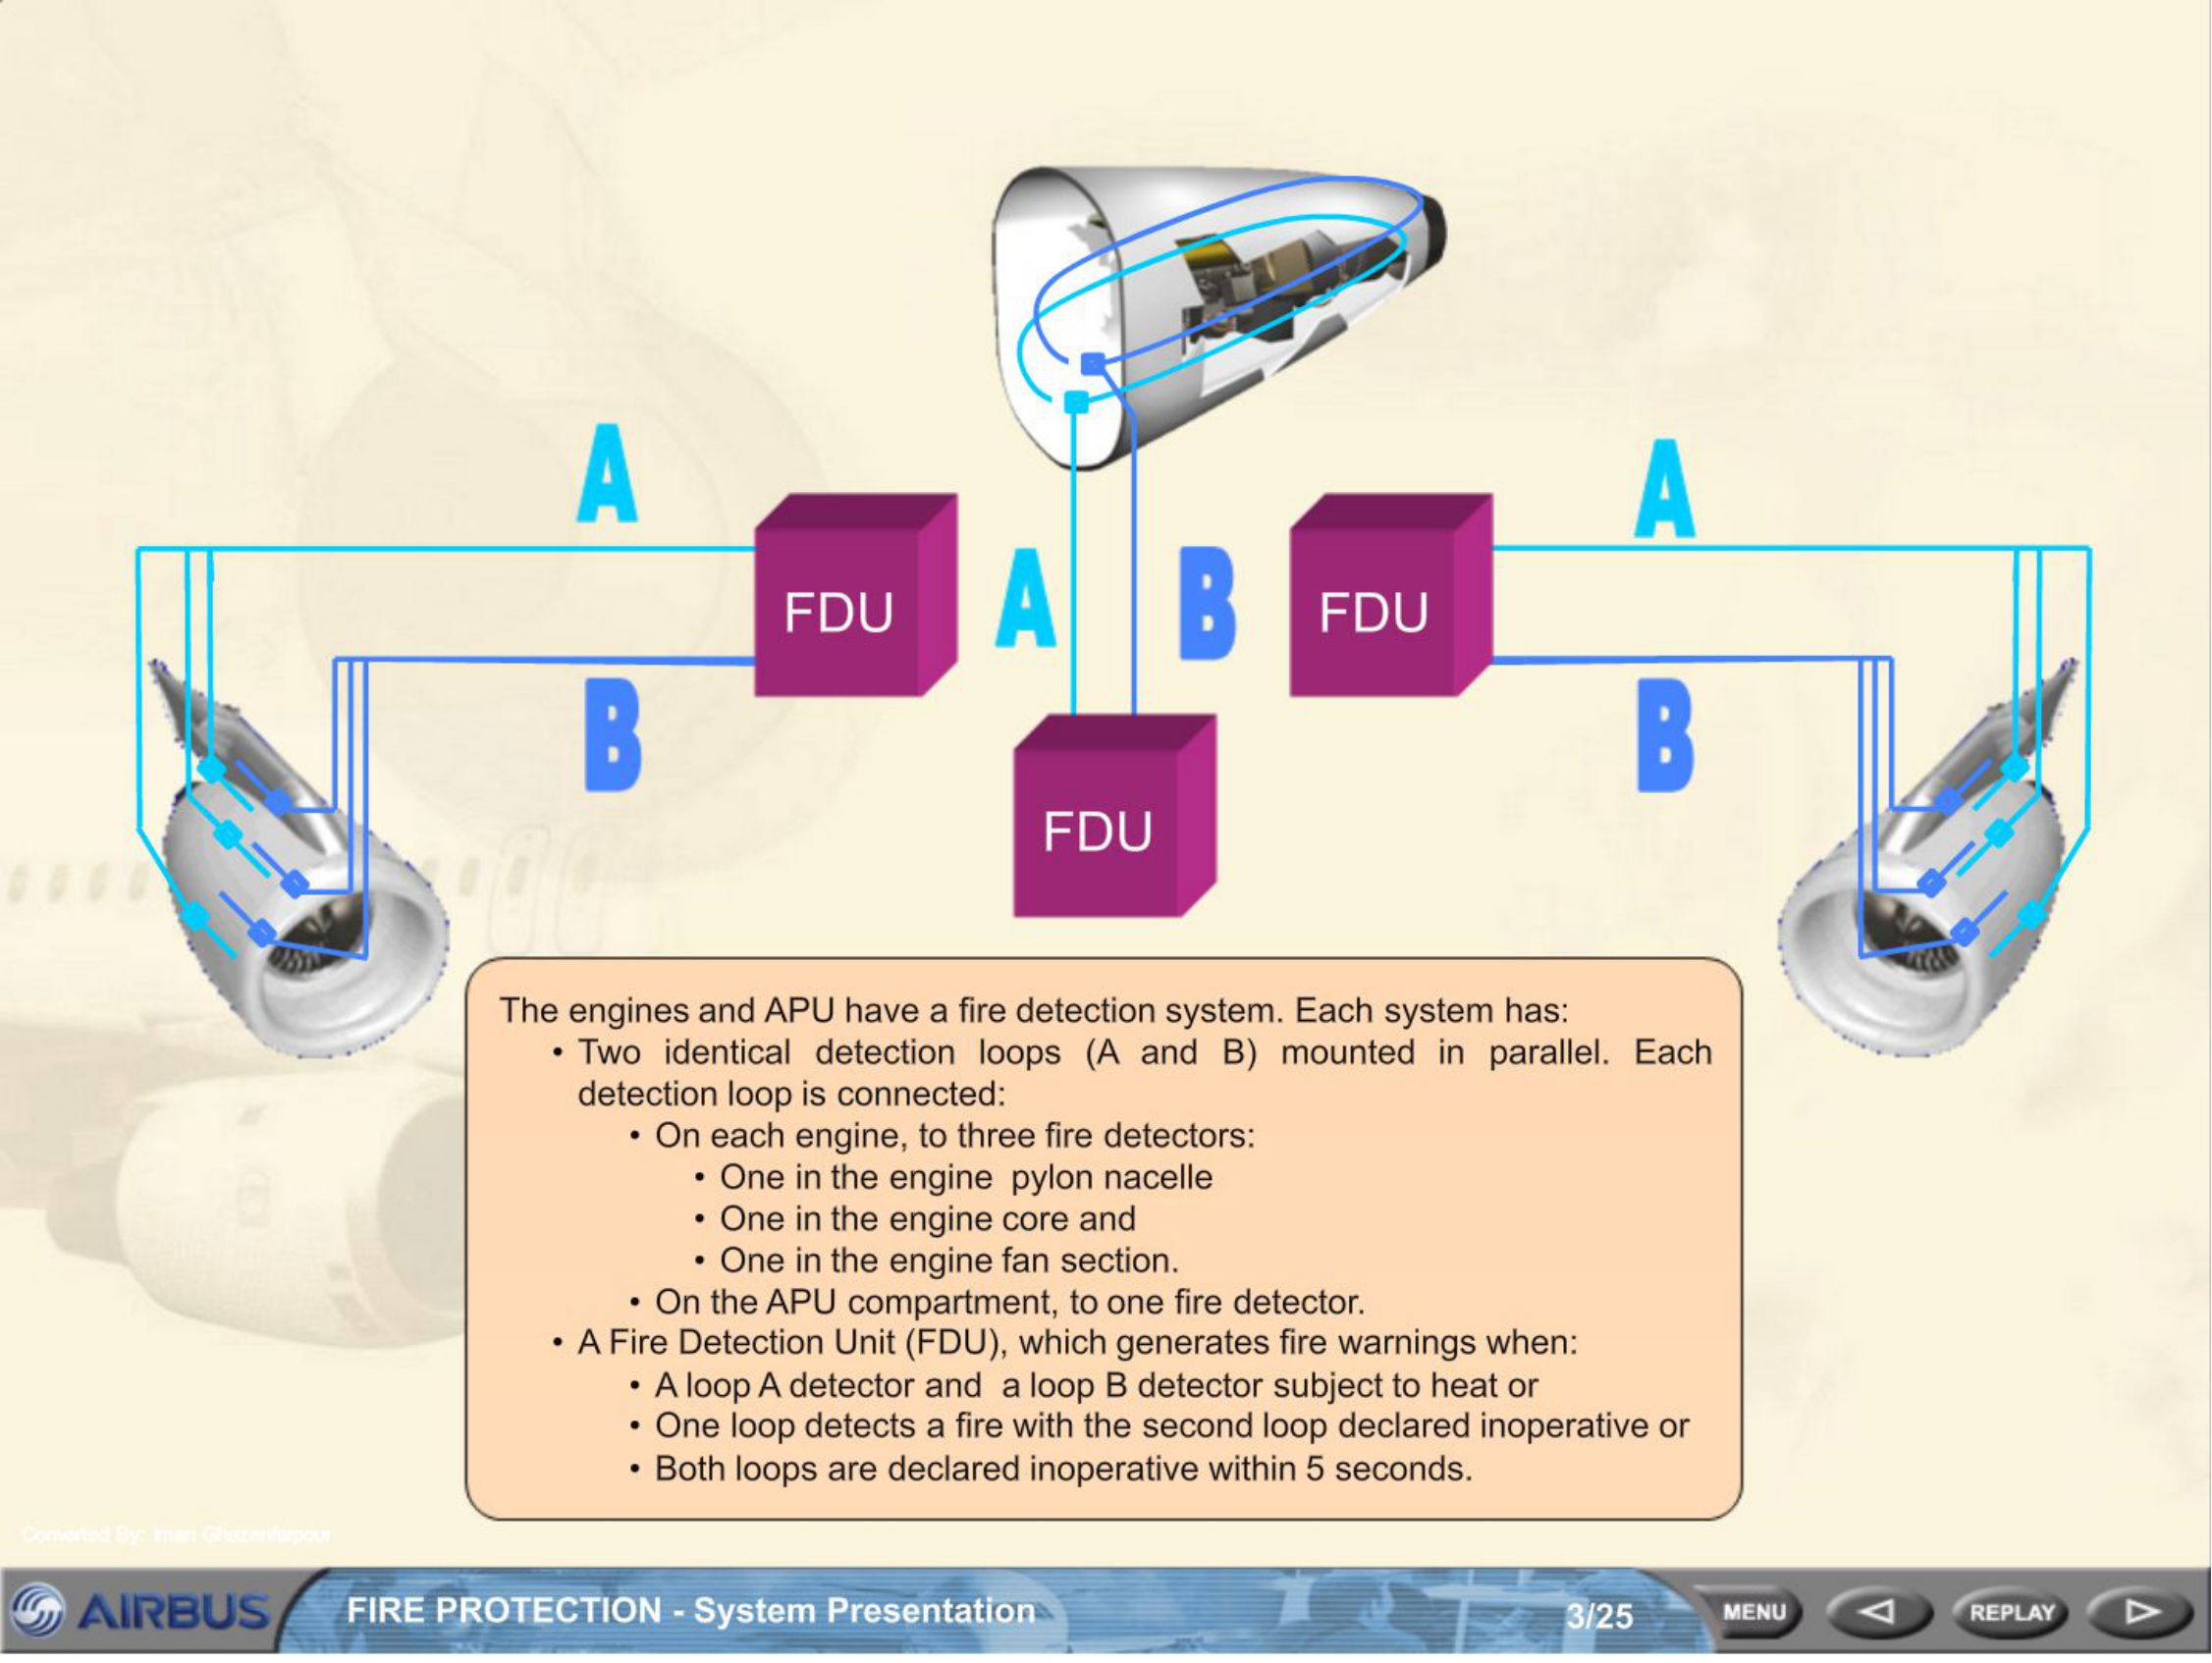 A
A
FDU
A
B
FDU
B
B
FDU
The engines and APU have a fire detection system. Each system has:
• Two identical detection loops (A and B) mounted in parallel. Each
detection loop is connected:
• On each engine, to three fire detectors:
• One in the engine pylon nacelle
• One in the engine core and
• One in the engine fan section.
• On the APU compartment, to one fire detector.
• A Fire Detection Unit (FDU), which generates fire warnings when:
• A loop A detector and a loop B detector subject to heat or
• One loop detects a fire with the second loop declared inoperative or
• Both loops are declared inoperative within 5 seconds.
Converted By: Iman Ghazanfarpour
AIRBUS
FIRE PROTECTION - System Presentation
3/25
MENU
REPLAY